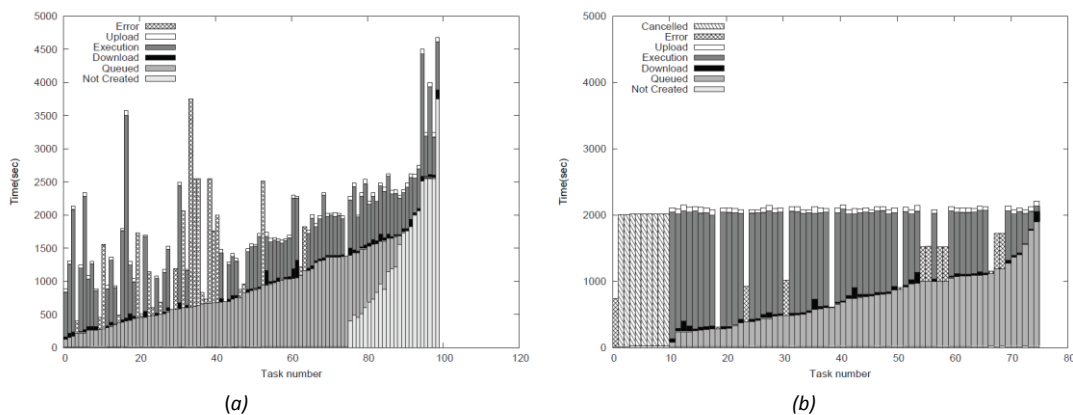 5000
4500
4000
3500
3000
2500
2000
1500
1000
500
0
Time(sec)
Error
Upload
Execution
Download
Queued
Not Created
0 20 40 60 80 100 120
Task number
(a)
5000
4000
3000
2000
1000
0
Time(sec)
Cancelled
Error
Upload
Execution
Download
Queued
Not Created
0 10 20 30 40 50 60 70 80
Task number
(b)